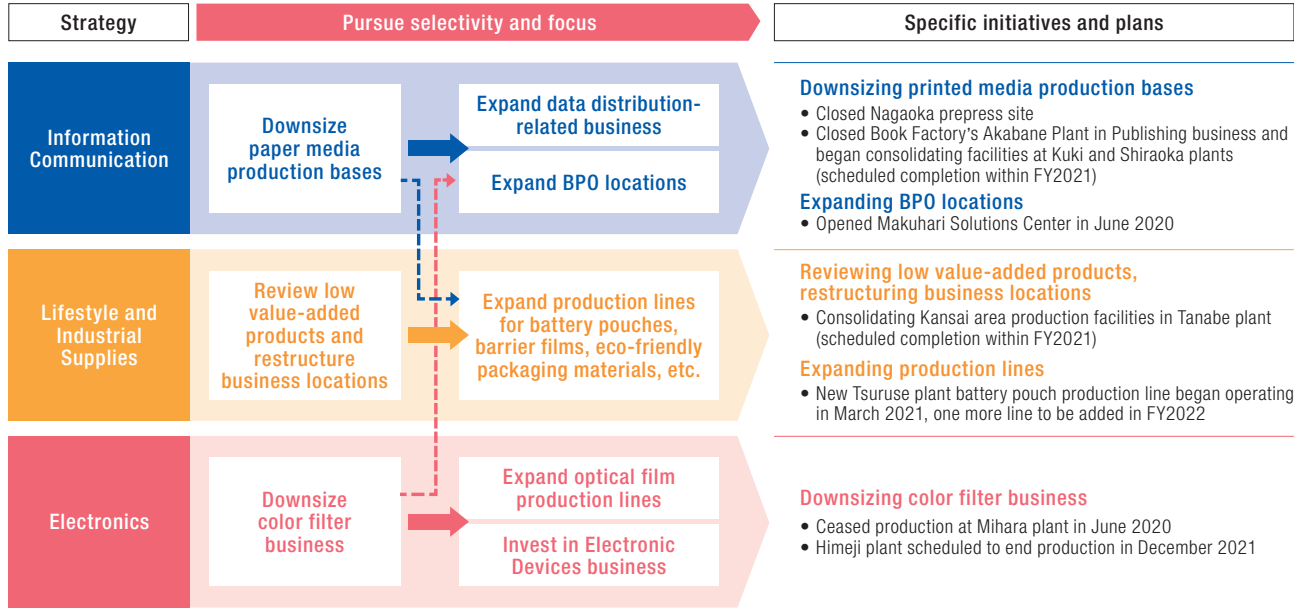 Strategy
Pursue selectivity and focus
Specific initiatives and plans
Information
Communication
Downsize
paper media
production bases
Expand data distribution-
related business
Expand BPO locations
Downsizing printed media production bases
• Closed Nagaoka prepress site
• Closed Book Factory's Akabane Plant in Publishing business and
began consolidating facilities at Kuki and Shiraoka plants
(scheduled completion within FY2021)
Expanding BPO locations
• Opened Makuhari Solutions Center in June 2020
Lifestyle and
Industrial
Supplies
Review low
value-added
products and
restructure
business locations
Expand production lines
for battery pouches,
barrier films, eco-friendly
packaging materials, etc.
Reviewing low value-added products,
restructuring business locations
• Consolidating Kansai area production facilities in Tanabe plant
(scheduled completion within FY2021)
Expanding production lines
• New Tsuruse plant battery pouch production line began operating
in March 2021, one more line to be added in FY2022
Electronics
Downsize
color filter
business
Expand optical film
production lines
Invest in Electronic
Devices business
Downsizing color filter business
• Ceased production at Mihara plant in June 2020
• Himeji plant scheduled to end production in December 2021